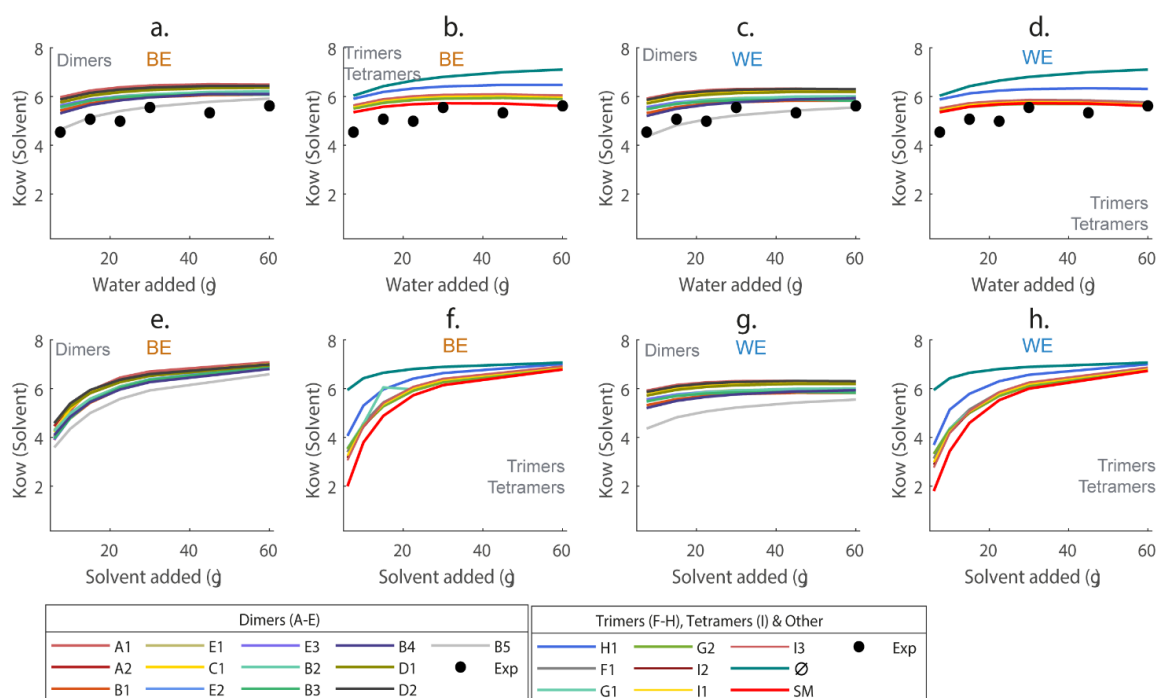 a.
b.
c.
d.
8
Dimers
BE
8
Trimers
Tetramers
BE
8
Dimers
WE
8
WE
6
6
6
6
4
4
4
4
2
2
2
2
Trimers
Tetramers
Kow (Solvent)
Kow (Solvent)
Kow (Solvent)
Kow (Solvent)
20 40 60
20 40 60
20 40 60
20 40 60
Water added (g)
Water added (g)
Water added (g)
Water added (g)
e.
f.
g.
h.
8
Dimers
BE
8
BE
8
Dimers
WE
8
WE
6
6
6
6
4
4
4
4
Trimers
Tetramers
Trimers
Tetramers
2
2
2
2
Kow (Solvent)
Kow (Solvent)
Kow (Solvent)
Kow (Solvent)
20 40 60
20 40 60
20 40 60
20 40 60
Solvent added (g)
Solvent added (g)
Solvent added (g)
Solvent added (g)
Dimers (A-E)
A1 E1 E3 B4 B5
A2 C1 B2 D1 Exp
B1 E2 B3 D2
Trimers (F-H), Tetramers (I) & Other
H1 G2 I3 Exp
F1 I2 Ø
G1 I1 SM